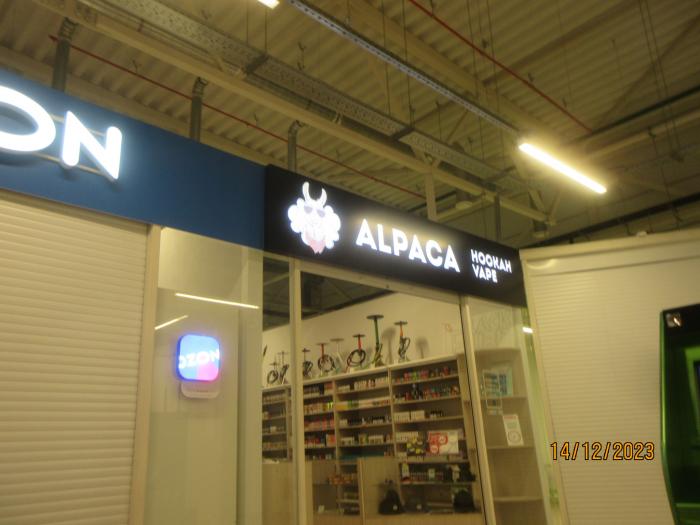 ON
ALPACA
HOOKAH
VAPE
OZON
14/12/2023